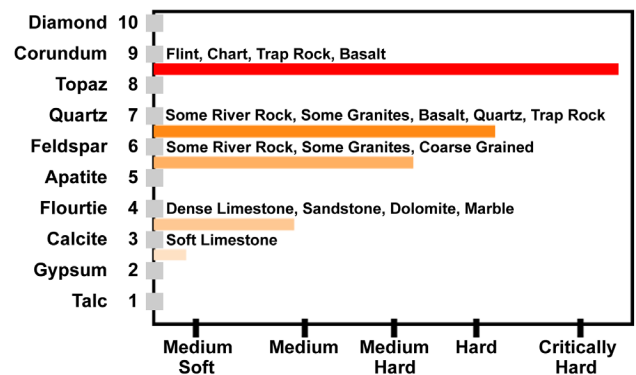 Diamond 10
Corundum 9 Flint, Chart, Trap Rock, Basalt
Topaz 8
Quartz 7 Some River Rock, Some Granites, Basalt, Quartz, Trap Rock
Feldspar 6 Some River Rock, Some Granites, Coarse Grained
Apatite 5
Flourtie 4 Dense Limestone, Sandstone, Dolomite, Marble
Calcite 3 Soft Limestone
Gypsum 2
Talc 1
Medium Soft
Medium
Medium Hard
Hard
Critically Hard